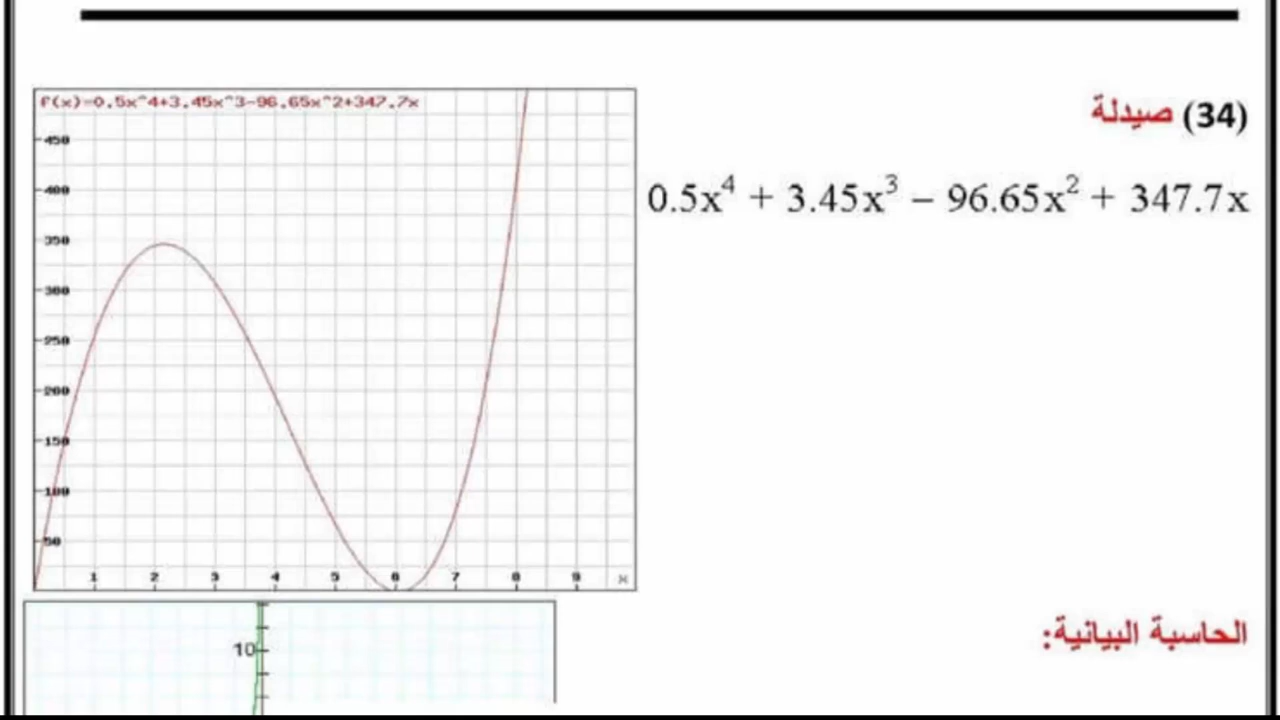 (34) صيدلة
0.5x⁴ + 3.45x³ – 96.65x² + 347.7x
f(x)=0.5x^4+3.45x^3-96.65x^2+347.7x
450
400
350
300
250
200
150
100
50
1 2 3 4 5 6 7 8 9 x
الحاسبة البيانية:
10